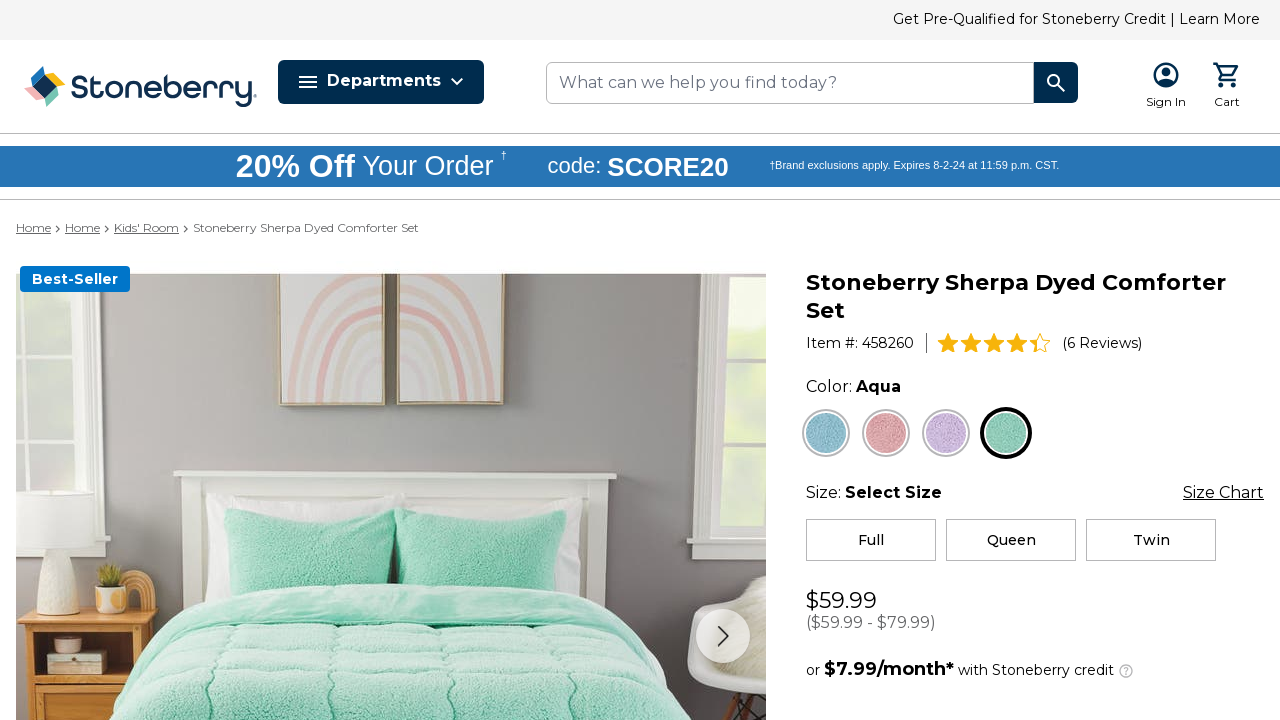 Get Pre-Qualified for Stoneberry Credit | Learn More
Stoneberry®
Departments
What can we help you find today?
Sign In
Cart
20% Off Your Order † code: SCORE20 †Brand exclusions apply. Expires 8-2-24 at 11:59 p.m. CST.
Home > Home > Kids' Room > Stoneberry Sherpa Dyed Comforter Set
Best-Seller
Stoneberry Sherpa Dyed Comforter
Set
Item #: 458260 | (6 Reviews)
Color: Aqua
Size: Select Size
Size Chart
Full
Queen
Twin
$59.99
($59.99 - $79.99)
or $7.99/month* with Stoneberry credit